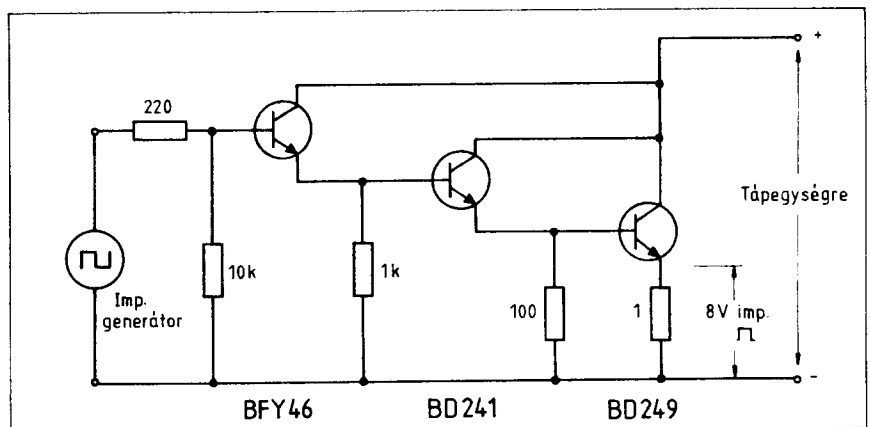 +
220
Tápegységre
10k
1k
Imp.
generátor
100
1
8V imp.
-
BFY46
BD241
BD249